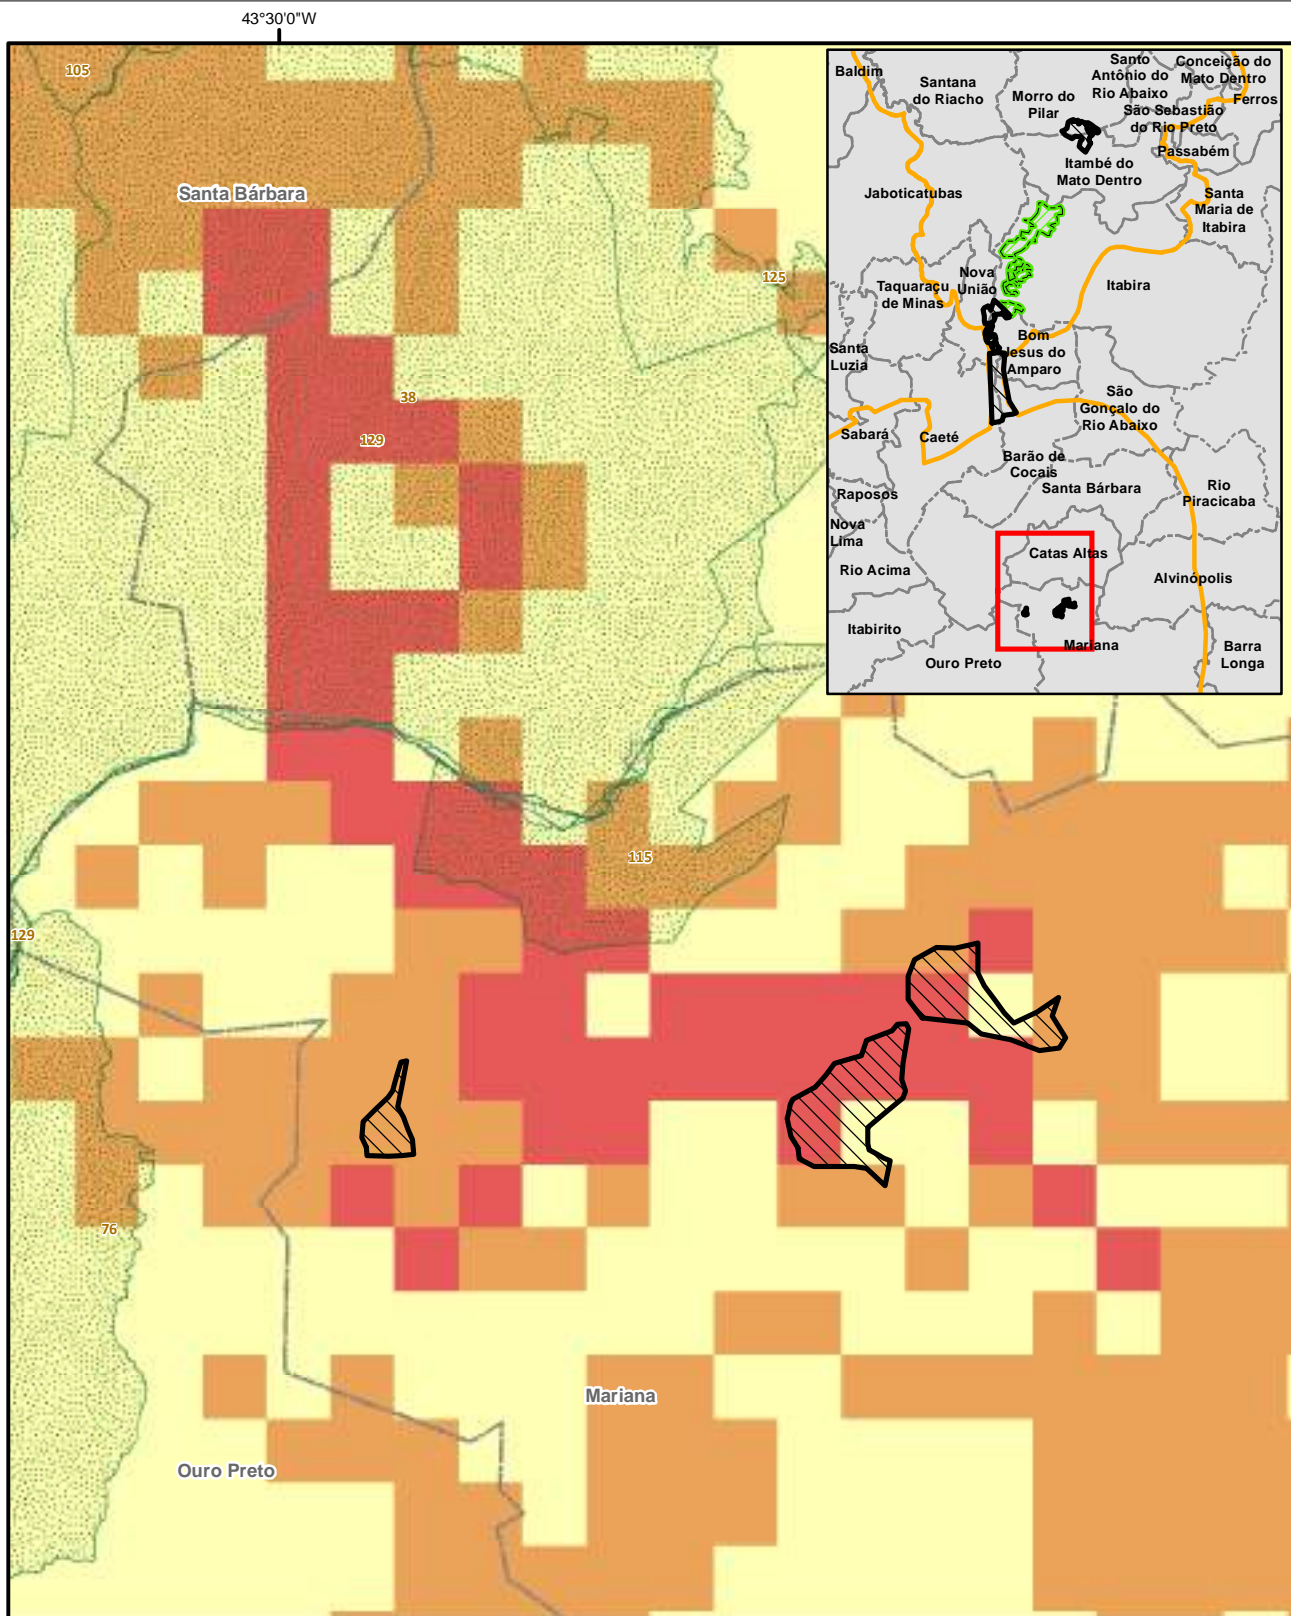 43°30'0"W
105
Santa Bárbara
125
38
129
115
129
76
Mariana
Ouro Preto
Baldim
Santana
do Riacho
Morro do
Pilar
Santo
Antônio do
Rio Abaixo
Conceição do
Mato Dentro
Ferros
São Sebastião
do Rio Preto
Passabém
Itambé do
Mato Dentro
Jaboticatubas
Santa
Maria de
Itabira
Nova
União
Taquaraçu
de Minas
Itabira
Bom
Jesus do
Amparo
Santa
Luzia
São
Gonçalo do
Rio Abaixo
Sabará
Caeté
Barão de
Cocais
Santa Bárbara
Rio
Piracicaba
Raposos
Nova
Lima
Catas Altas
Rio Acima
Alvinópolis
Itabirito
Mariana
Ouro Preto
Barra
Longa